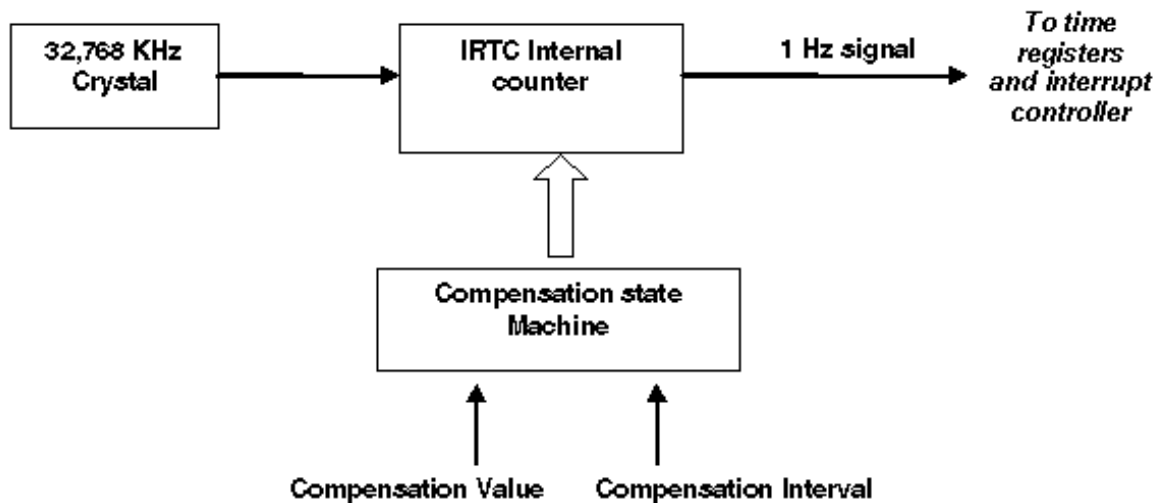 32,768 KHz
Crystal
IRTC Internal
counter
1 Hz signal
To time
registers
and interrupt
controller
Compensation state
Machine
Compensation Value
Compensation Interval